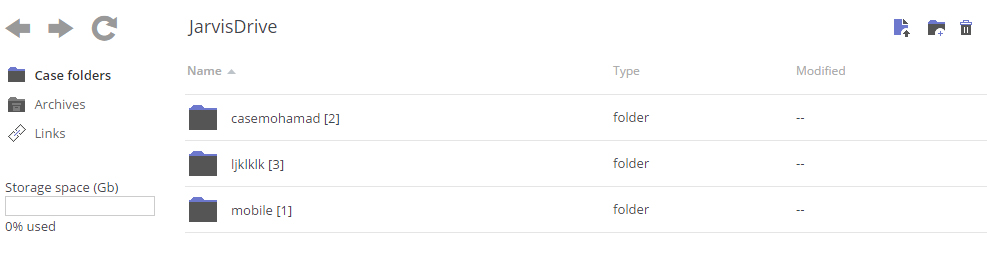 JarvisDrive
Case folders
Archives
Links
Storage space (Gb)
0% used
Name Type Modified
casemohamad [2] folder --
ljklklk [3] folder --
mobile [1] folder --